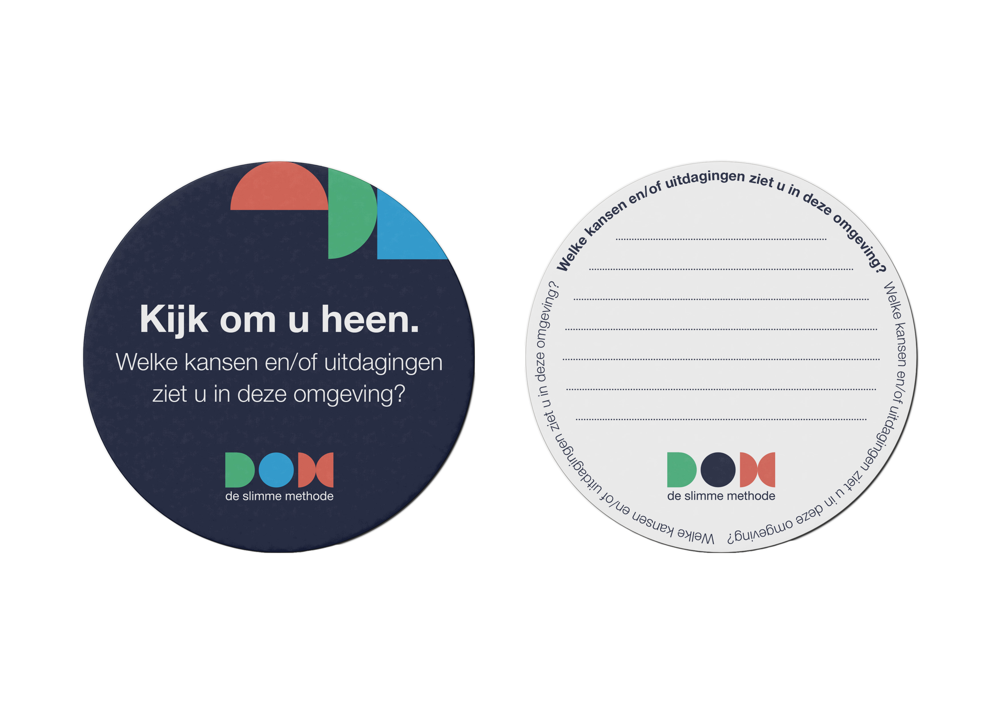 Kijk om u heen.
Welke kansen en/of uitdagingen
ziet u in deze omgeving?
DOM
de slimme methode
Welke kansen en/of uitdagingen ziet u in deze omgeving?
Welke kansen en/of uitdagingen ziet u in deze omgeving?
Welke kansen en/of uitdagingen ziet u in deze omgeving?
DOM
de slimme methode